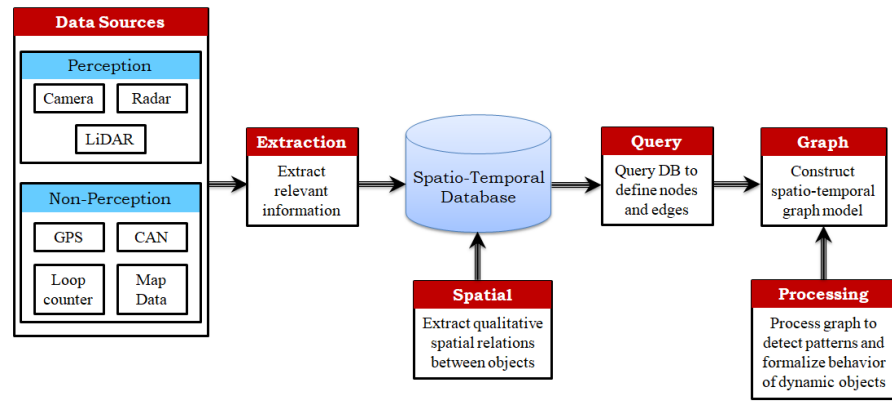 Data Sources
Perception
Camera
Radar
LiDAR
Non-Perception
GPS
CAN
Loop
counter
Map
Data
Extraction
Extract
relevant
information
Spatio-Temporal
Database
Spatial
Extract qualitative
spatial relations
between objects
Query
Query DB to
define nodes
and edges
Graph
Construct
spatio-temporal
graph model
Processing
Process graph to
detect patterns and
formalize behavior
of dynamic objects